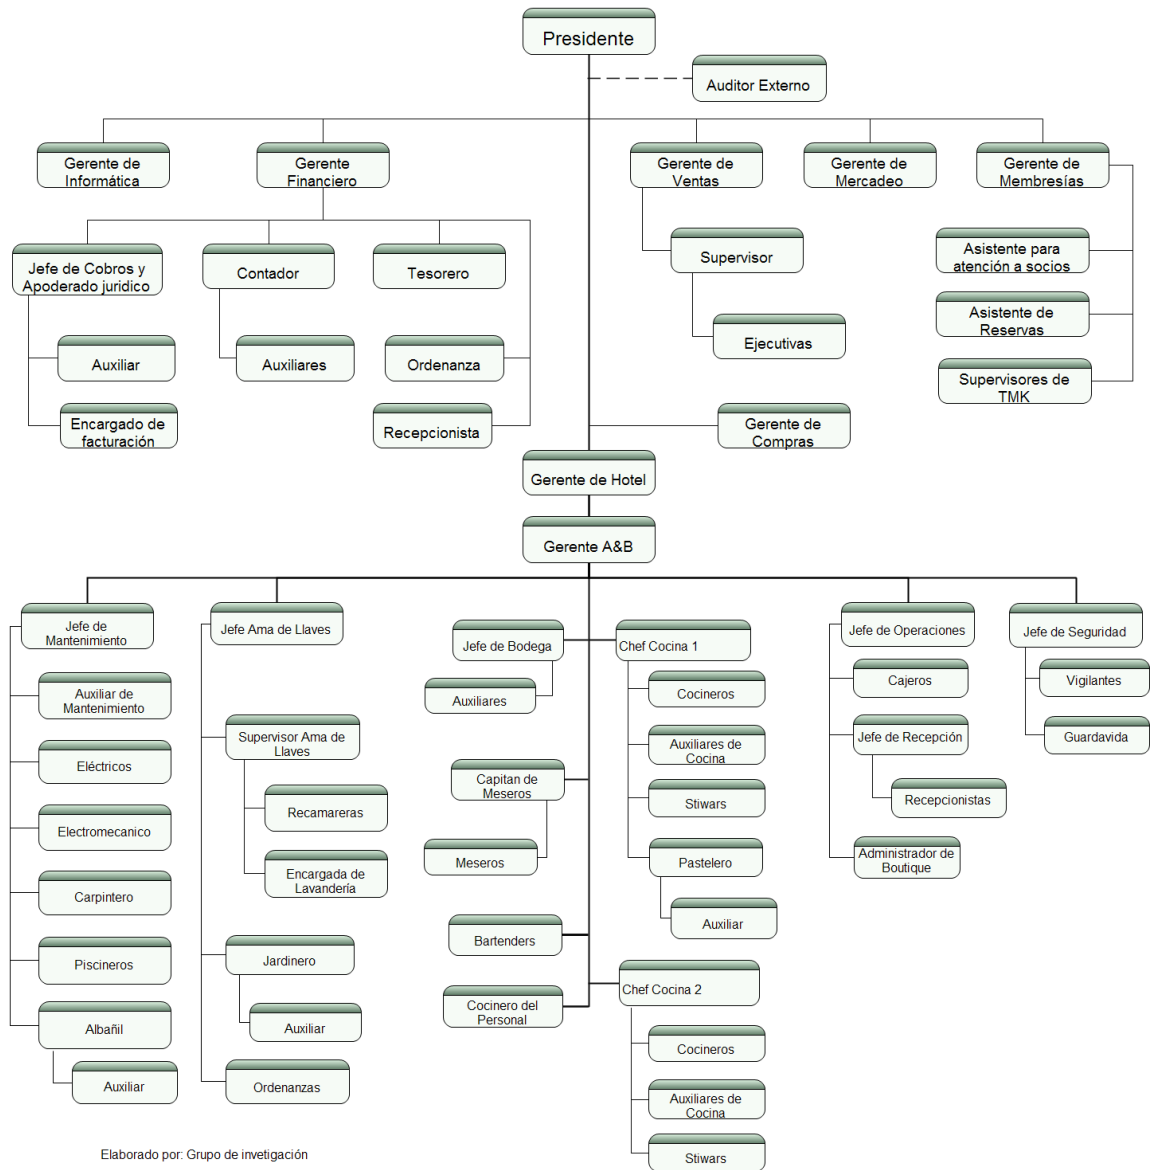 Presidente
Auditor Externo
Gerente de
Informática
Gerente
Financiero
Gerente de
Ventas
Gerente de
Mercadeo
Gerente de
Membresías
Jefe de Cobros y
Apoderado juridico
Contador
Tesorero
Supervisor
Asistente para
atención a socios
Auxiliar
Auxiliares
Ordenanza
Ejecutivas
Asistente de
Reservas
Supervisores de
TMK
Encargado de
facturación
Recepcionista
Gerente de
Compras
Gerente de Hotel
Gerente A&B
Jefe de
Mantenimiento
Jefe Ama de Llaves
Jefe de Bodega
Chef Cocina 1
Jefe de Operaciones
Jefe de Seguridad
Auxiliar de
Mantenimiento
Auxiliares
Cocineros
Cajeros
Vigilantes
Supervisor Ama de
Llaves
Auxiliares de
Cocina
Jefe de Recepción
Guardavida
Eléctricos
Capitan de
Meseros
Stiwars
Recepcionistas
Recamareras
Electromecanico
Meseros
Pastelero
Administrador de
Boutique
Encargada de
Lavandería
Carpintero
Auxiliar
Bartenders
Piscineros
Jardinero
Chef Cocina 2
Cocinero del
Personal
Albañil
Auxiliar
Cocineros
Auxiliar
Ordenanzas
Auxiliares de
Cocina
Stiwars
Elaborado por: Grupo de invetigación